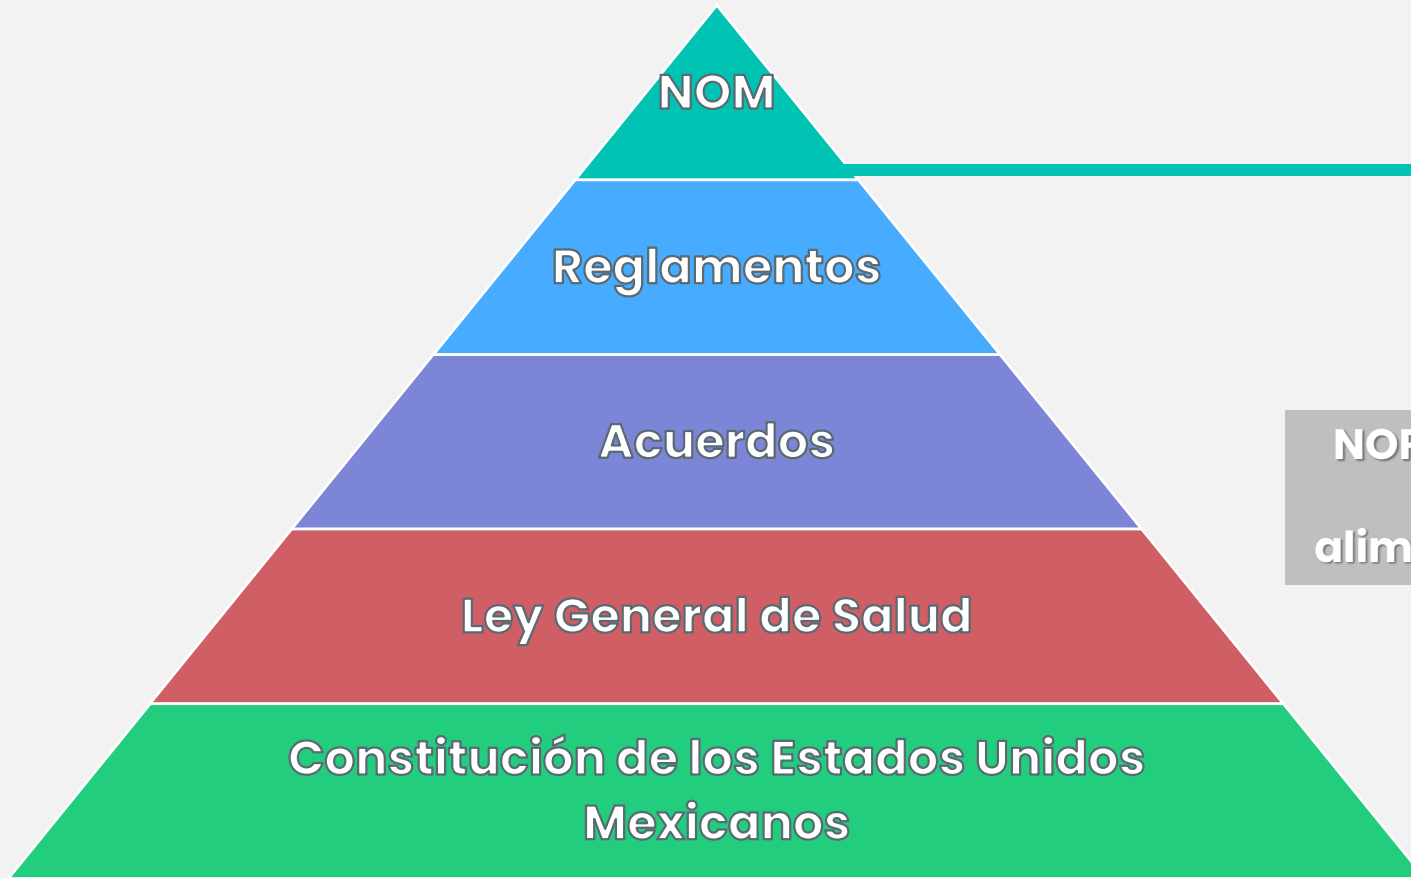 NOM
Reglamentos
Acuerdos
Ley General de Salud
Constitución de los Estados Unidos
Mexicanos